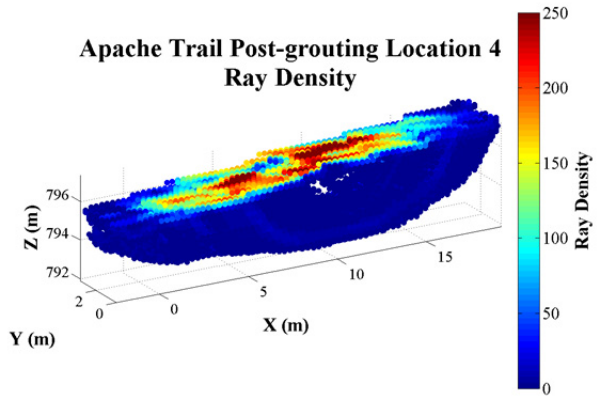 Apache Trail Post-grouting Location 4
Ray Density
250
200
150
100
50
0
Ray Density
796
794
792
Z (m)
2
0
Y (m)
0
5
10
15
X (m)